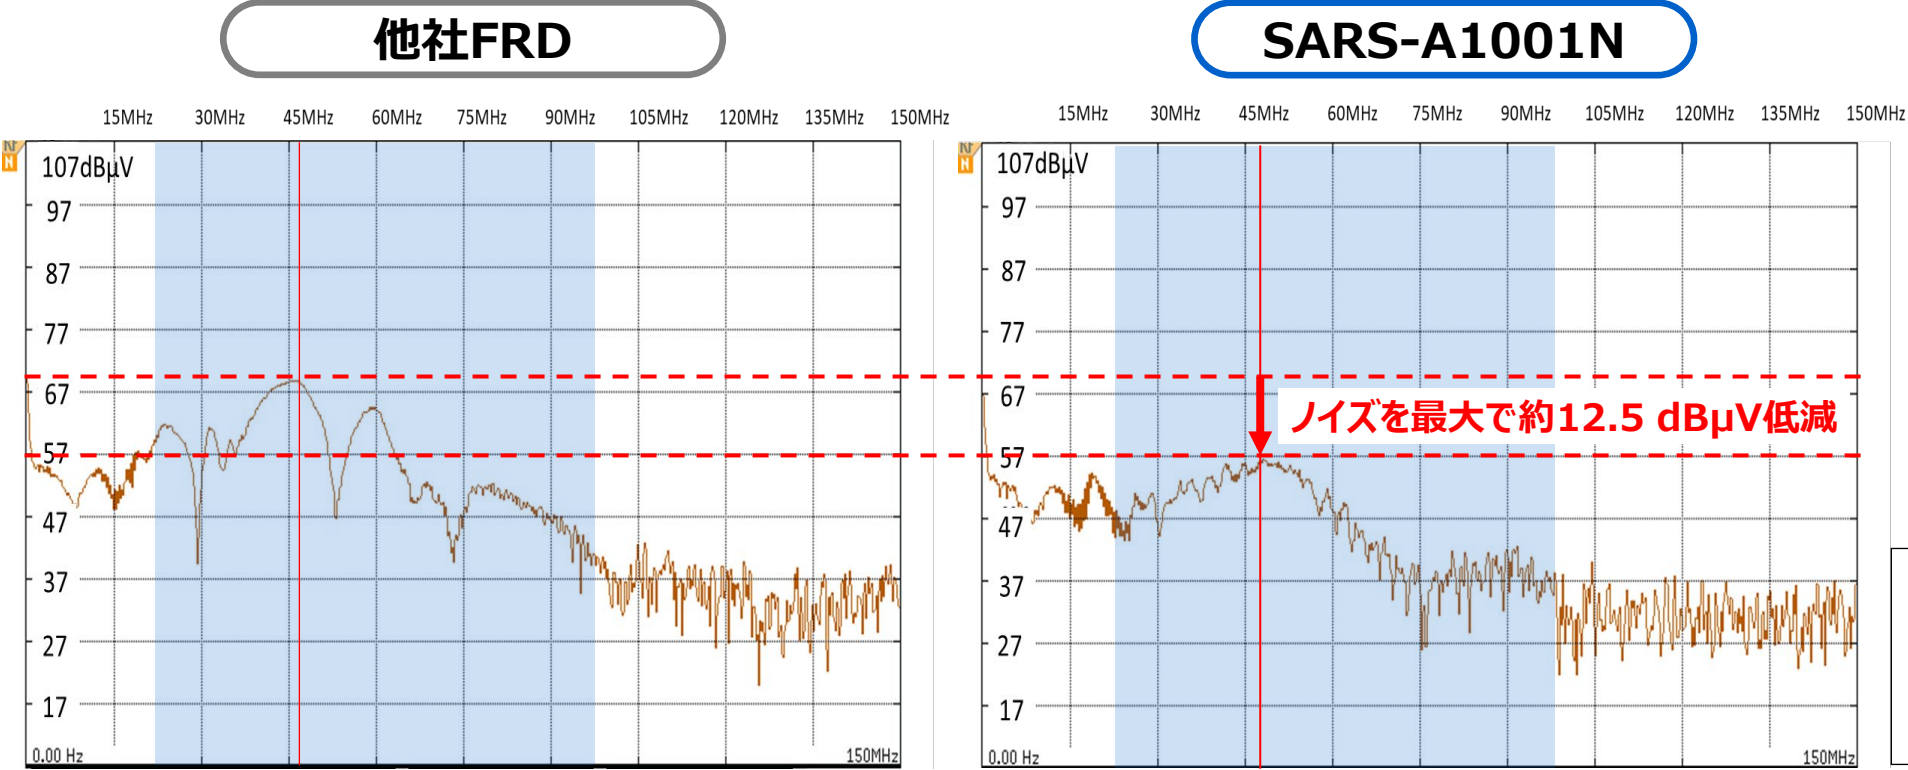 他社FRD
15MHz 30MHz 45MHz 60MHz 75MHz 90MHz 105MHz 120MHz 135MHz 150MHz
N
107dBµV
97
87
77
67
57
47
37
27
17
0.00 Hz 150MHz
SARS-A1001N
15MHz 30MHz 45MHz 60MHz 75MHz 90MHz 105MHz 120MHz 135MHz 150MHz
N
107dBµV
97
87
77
67
ノイズを最大で約12.5 dBµV低減
57
47
37
27
17
0.00 Hz 150MHz